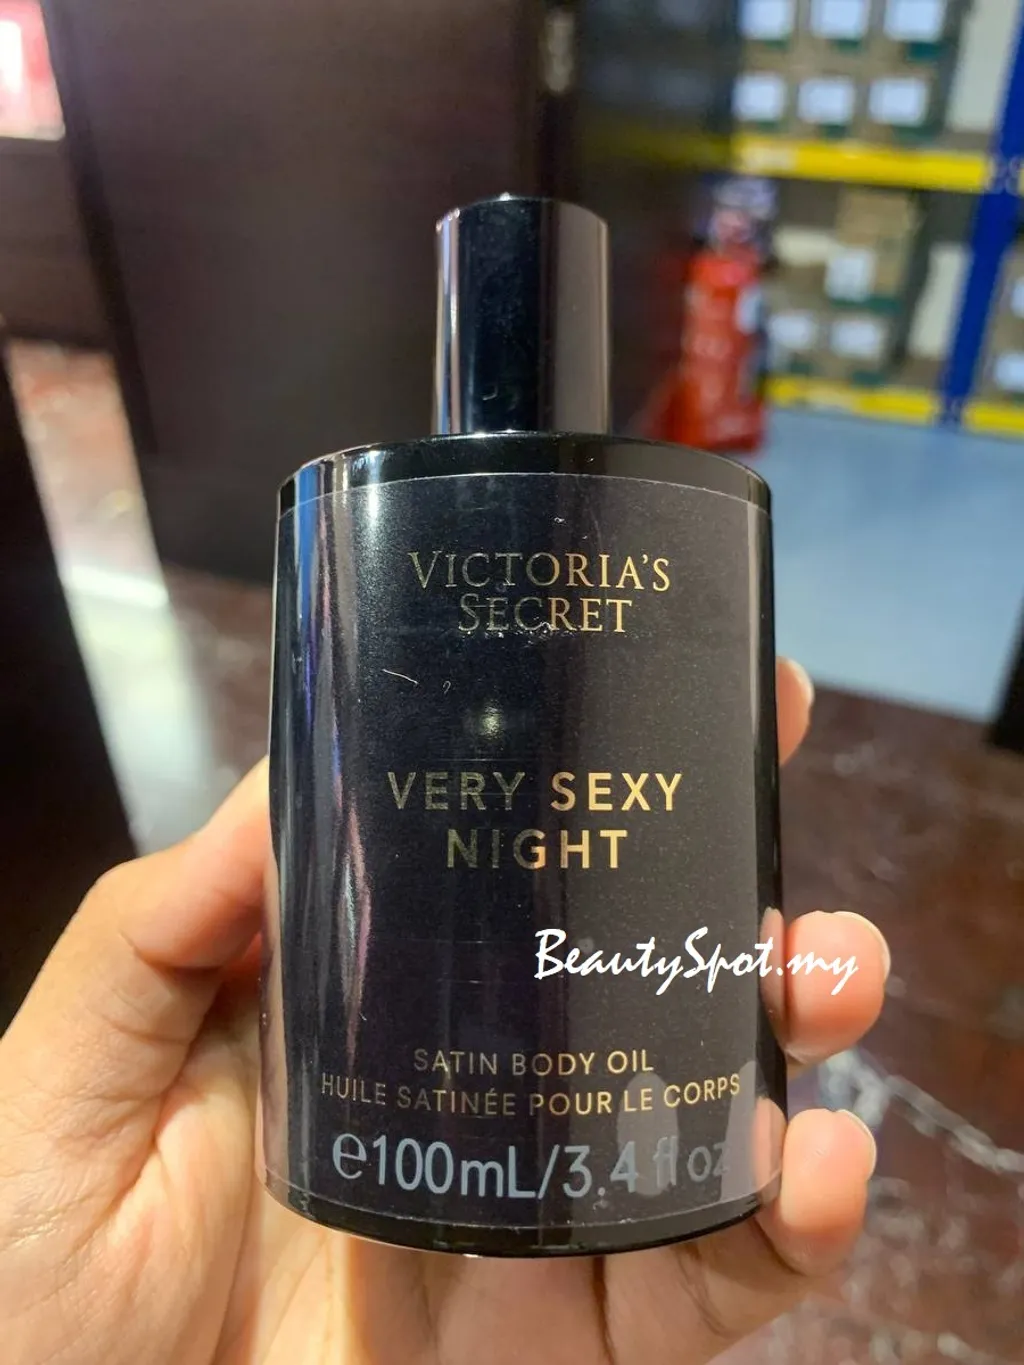 VICTORIA'S
SECRET
VERY SEXY
NIGHT
BeautySpot.my
SATIN BODY OIL
HUILE SATINÉE POUR LE CORPS
℮100mL/3.4 fl oz